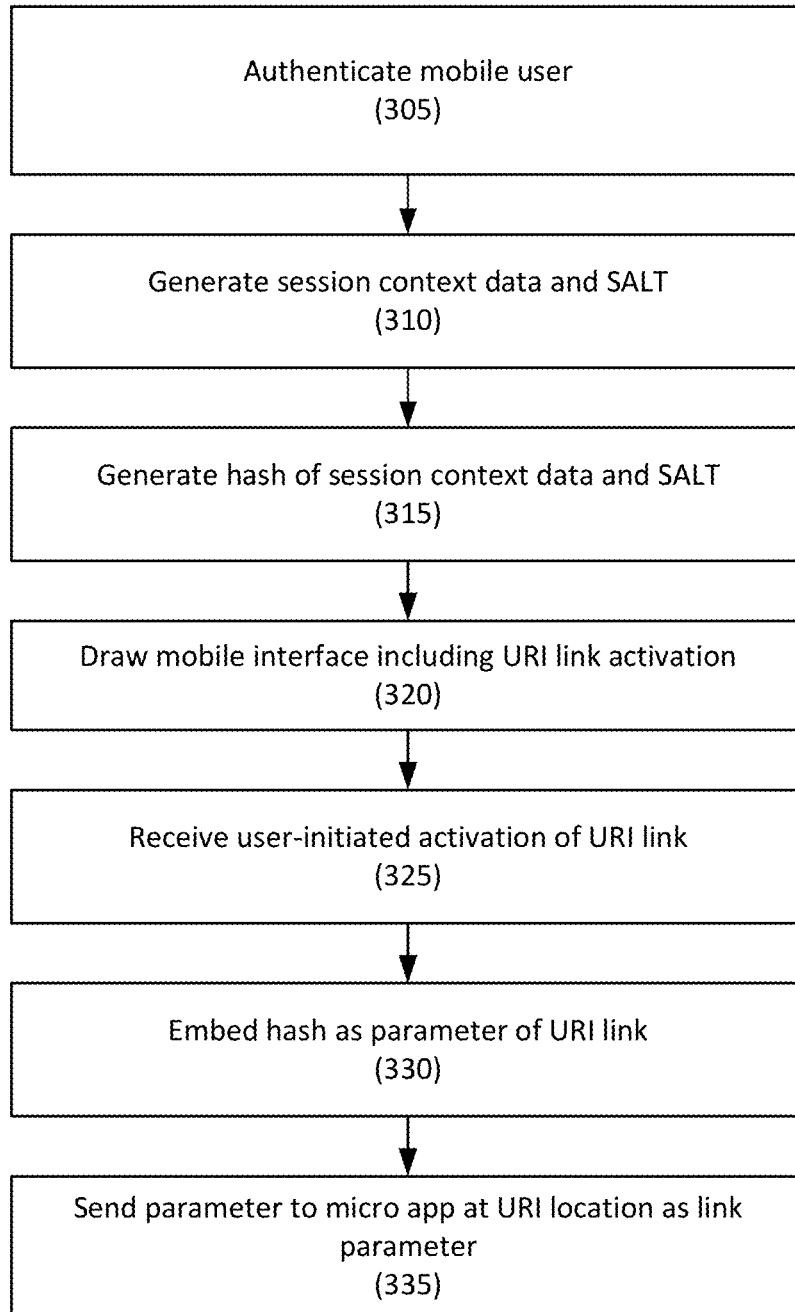 Authenticate mobile user
(305)
Generate session context data and SALT
(310)
Generate hash of session context data and SALT
(315)
Draw mobile interface including URI link activation
(320)
Receive user-initiated activation of URI link
(325)
Embed hash as parameter of URI link
(330)
Send parameter to micro app at URI location as link
parameter
(335)